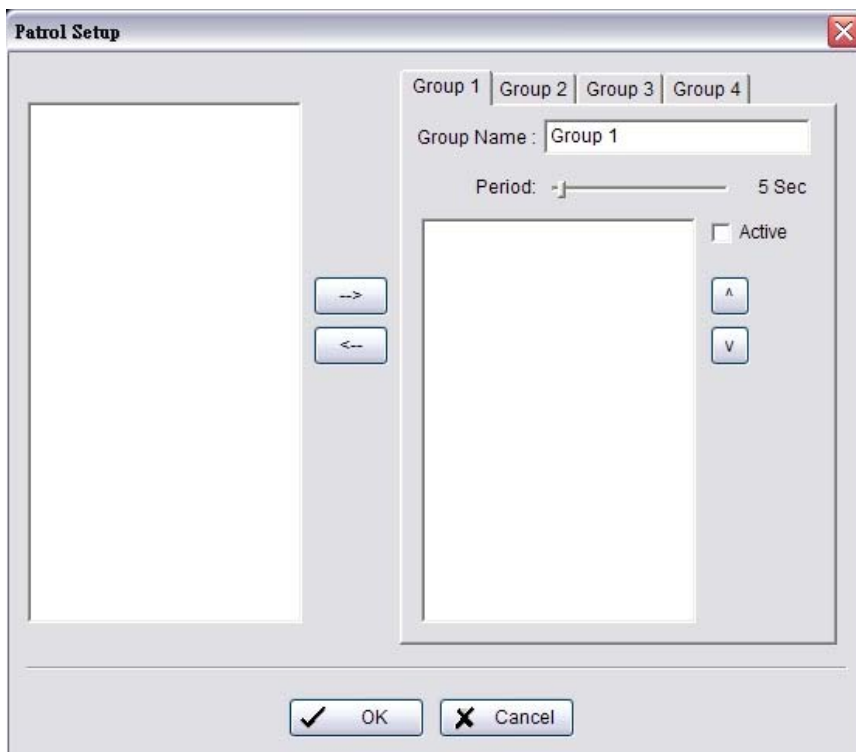 Patrol Setup
Group 1 Group 2 Group 3 Group 4
Group Name : Group 1
Period: 5 Sec
Active
-->
^
<--
v
OK Cancel